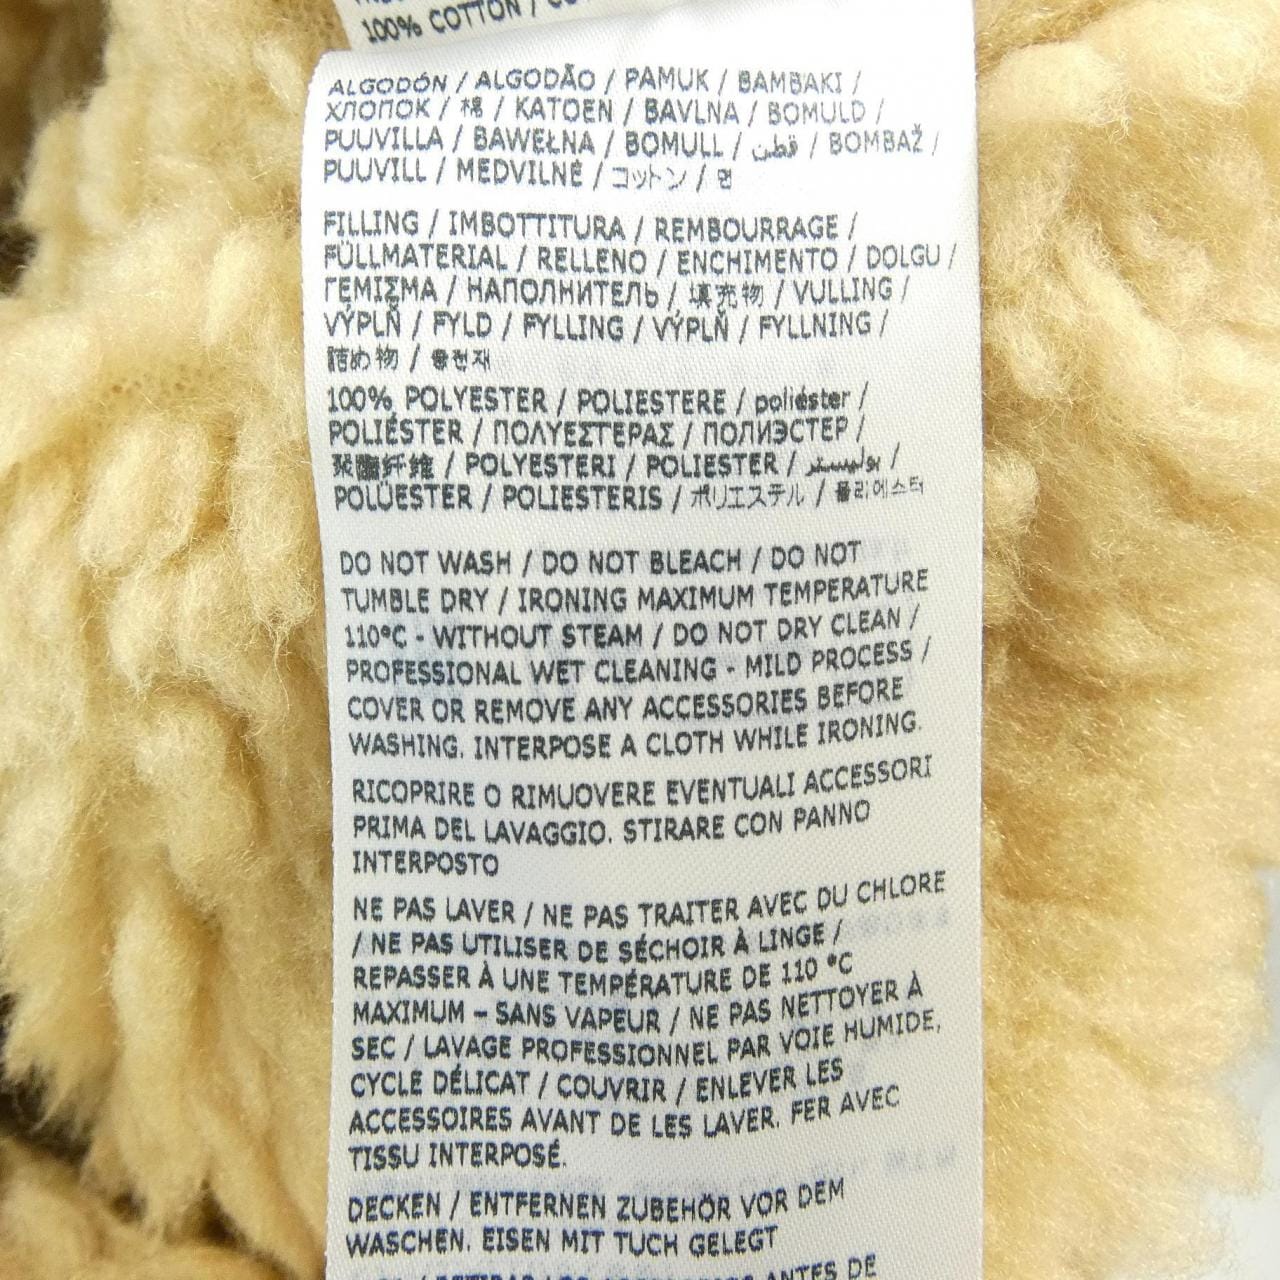 100% COTTON /
ALGODÓN / ALGODÃO / PAMUK / BAMBAKI /
ХЛОПОК / 棉 / KATOEN / BAVLNA / BOMULD /
PUUVILLA / BAWEŁNA / BOMULL / قطن / BOMBAŽ /
PUUVILL / MEDVILNĖ / コットン / 면
FILLING / IMBOTTITURA / REMBOURRAGE /
FÜLLMATERIAL / RELLENO / ENCHIMENTO / DOLGU /
ΓΕΜΙΣΜΑ / НАПОЛНИТЕЛЬ / 填充物 / VULLING /
VÝPLŇ / FYLD / FYLLING / VÝPLŇ / FYLLNING /
詰め物 / 충전재
100% POLYESTER / POLIESTERE / poliéster /
POLIÉSTER / ΠΟΛΥΕΣΤΕΡΑΣ / ПОЛИЭСТЕР /
聚酯纤维 / POLYESTERI / POLIESTER / بوليستر /
POLÜESTER / POLIESTERIS / ポリエステル / 폴리에스터
DO NOT WASH / DO NOT BLEACH / DO NOT
TUMBLE DRY / IRONING MAXIMUM TEMPERATURE
110°C - WITHOUT STEAM / DO NOT DRY CLEAN /
PROFESSIONAL WET CLEANING - MILD PROCESS /
COVER OR REMOVE ANY ACCESSORIES BEFORE
WASHING. INTERPOSE A CLOTH WHILE IRONING.
RICOPRIRE O RIMUOVERE EVENTUALI ACCESSORI
PRIMA DEL LAVAGGIO. STIRARE CON PANNO
INTERPOSTO
NE PAS LAVER / NE PAS TRAITER AVEC DU CHLORE
/ NE PAS UTILISER DE SÉCHOIR À LINGE /
REPASSER À UNE TEMPÉRATURE DE 110 °C
MAXIMUM – SANS VAPEUR / NE PAS NETTOYER À
SEC / LAVAGE PROFESSIONNEL PAR VOIE HUMIDE,
CYCLE DÉLICAT / COUVRIR / ENLEVER LES
ACCESSOIRES AVANT DE LES LAVER. FER AVEC
TISSU INTERPOSÉ.
DECKEN / ENTFERNEN ZUBEHÖR VOR DEM
WASCHEN. EISEN MIT TUCH GELEGT
ANTES DE